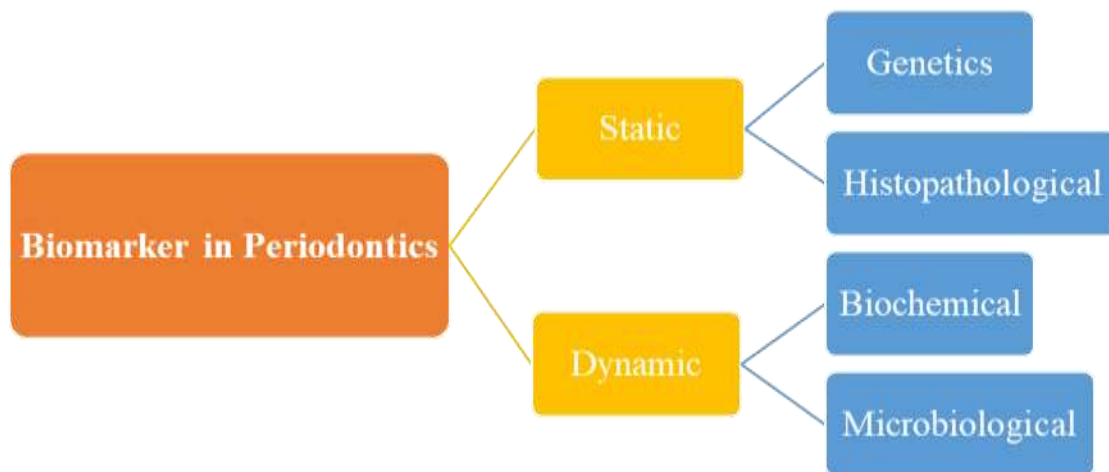 Biomarker in Periodontics
Static
Genetics
Histopathological
Dynamic
Biochemical
Microbiological